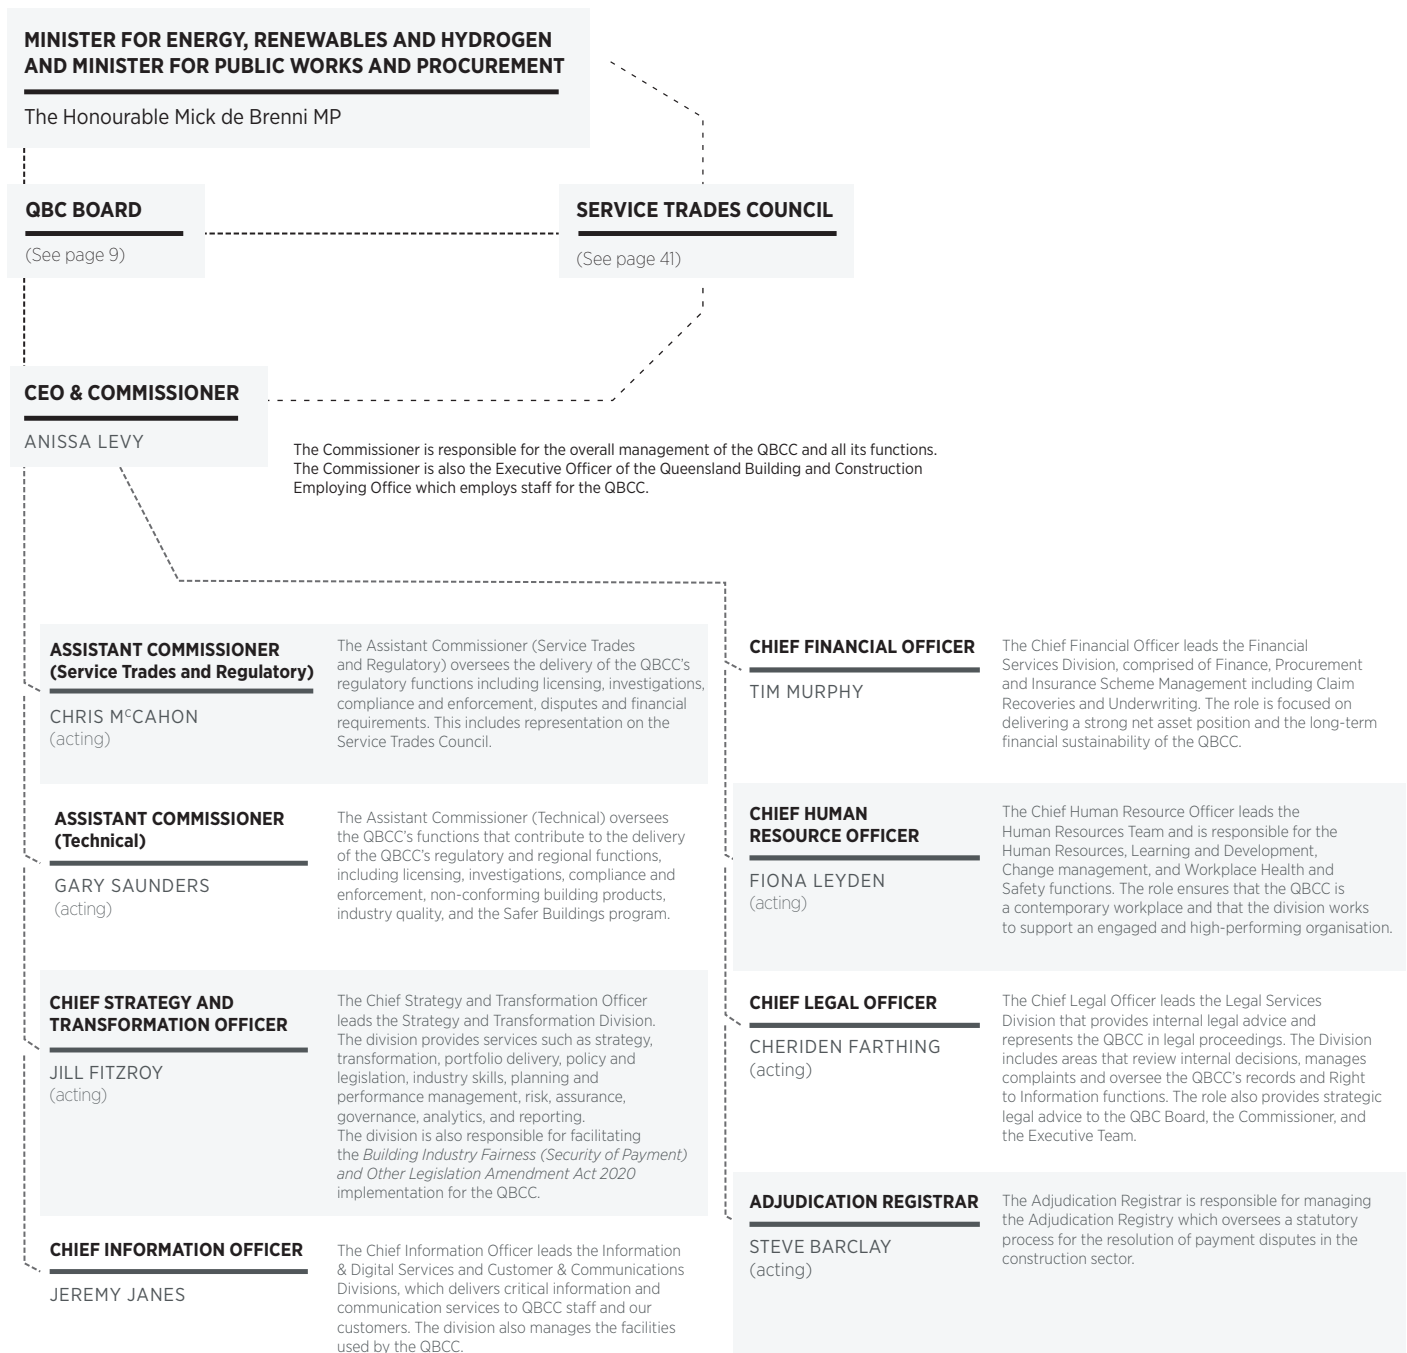 MINISTER FOR ENERGY, RENEWABLES AND HYDROGEN
AND MINISTER FOR PUBLIC WORKS AND PROCUREMENT
The Honourable Mick de Brenni MP
QBC BOARD
(See page 9)
SERVICE TRADES COUNCIL
(See page 41)
CEO & COMMISSIONER
ANISSA LEVY
The Commissioner is responsible for the overall management of the QBCC and all its functions.
The Commissioner is also the Executive Officer of the Queensland Building and Construction
Employing Office which employs staff for the QBCC.
ASSISTANT COMMISSIONER
(Service Trades and Regulatory)
CHRIS MᶜCAHON
(acting)
The Assistant Commissioner (Service Trades
and Regulatory) oversees the delivery of the QBCC's
regulatory functions including licensing, investigations,
compliance and enforcement, disputes and financial
requirements. This includes representation on the
Service Trades Council.
ASSISTANT COMMISSIONER
(Technical)
GARY SAUNDERS
(acting)
The Assistant Commissioner (Technical) oversees
the QBCC's functions that contribute to the delivery
of the QBCC's regulatory and regional functions,
including licensing, investigations, compliance and
enforcement, non-conforming building products,
industry quality, and the Safer Buildings program.
CHIEF STRATEGY AND
TRANSFORMATION OFFICER
JILL FITZROY
(acting)
The Chief Strategy and Transformation Officer
leads the Strategy and Transformation Division.
The division provides services such as strategy,
transformation, portfolio delivery, policy and
legislation, industry skills, planning and
performance management, risk, assurance,
governance, analytics, and reporting.
The division is also responsible for facilitating
the Building Industry Fairness (Security of Payment)
and Other Legislation Amendment Act 2020
implementation for the QBCC.
CHIEF INFORMATION OFFICER
JEREMY JANES
The Chief Information Officer leads the Information
& Digital Services and Customer & Communications
Divisions, which delivers critical information and
communication services to QBCC staff and our
customers. The division also manages the facilities
used by the QBCC.
CHIEF FINANCIAL OFFICER
TIM MURPHY
The Chief Financial Officer leads the Financial
Services Division, comprised of Finance, Procurement
and Insurance Scheme Management including Claim
Recoveries and Underwriting. The role is focused on
delivering a strong net asset position and the long-term
financial sustainability of the QBCC.
CHIEF HUMAN
RESOURCE OFFICER
FIONA LEYDEN
(acting)
The Chief Human Resource Officer leads the
Human Resources Team and is responsible for the
Human Resources, Learning and Development,
Change management, and Workplace Health and
Safety functions. The role ensures that the QBCC is
a contemporary workplace and that the division works
to support an engaged and high-performing organisation.
CHIEF LEGAL OFFICER
CHERIDEN FARTHING
(acting)
The Chief Legal Officer leads the Legal Services
Division that provides internal legal advice and
represents the QBCC in legal proceedings. The Division
includes areas that review internal decisions, manages
complaints and oversee the QBCC's records and Right
to Information functions. The role also provides strategic
legal advice to the QBC Board, the Commissioner, and
the Executive Team.
ADJUDICATION REGISTRAR
STEVE BARCLAY
(acting)
The Adjudication Registrar is responsible for managing
the Adjudication Registry which oversees a statutory
process for the resolution of payment disputes in the
construction sector.